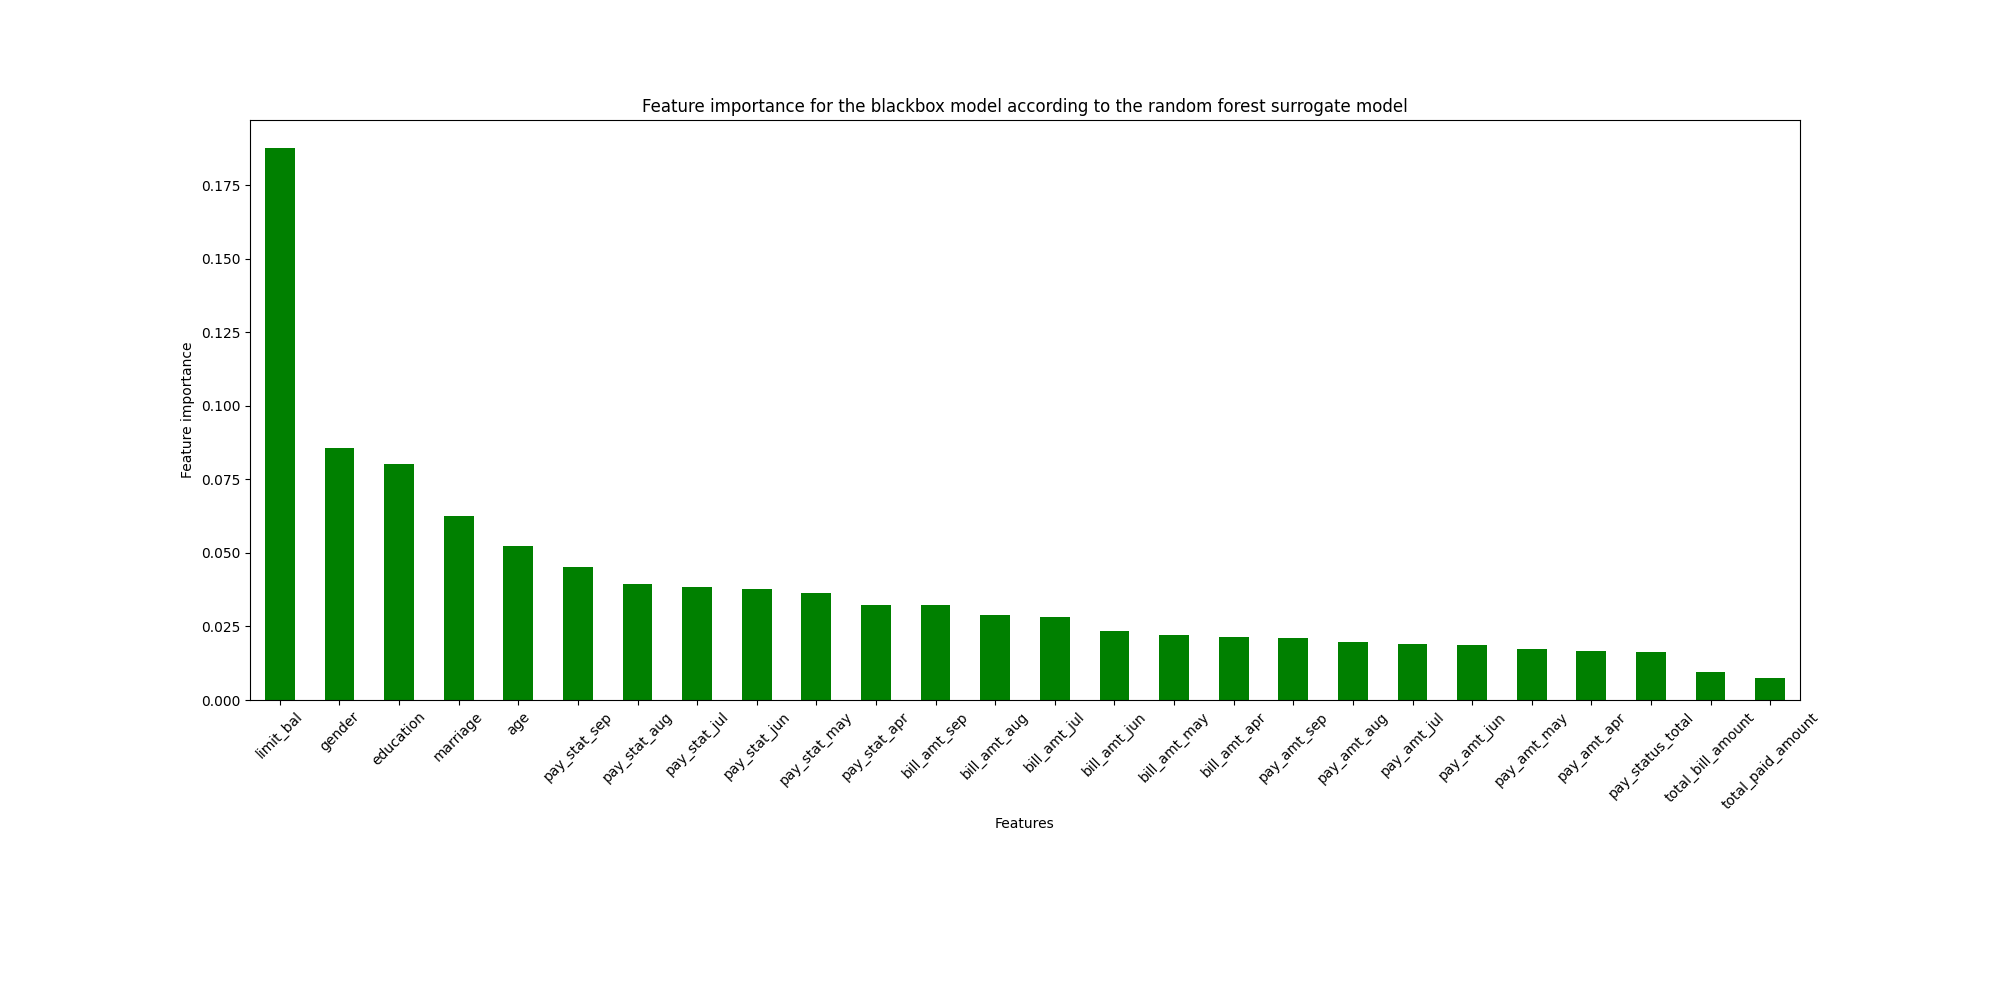 Feature importance for the blackbox model according to the random forest surrogate model
Feature importance
0.175
0.150
0.125
0.100
0.075
0.050
0.025
0.000
limit_bal
gender
education
marriage
age
pay_stat_sep
pay_stat_aug
pay_stat_jul
pay_stat_jun
pay_stat_may
pay_stat_apr
bill_amt_sep
bill_amt_aug
bill_amt_jul
bill_amt_jun
bill_amt_may
bill_amt_apr
pay_amt_sep
pay_amt_aug
pay_amt_jul
pay_amt_jun
pay_amt_may
pay_amt_apr
pay_status_total
total_bill_amount
total_paid_amount
Features